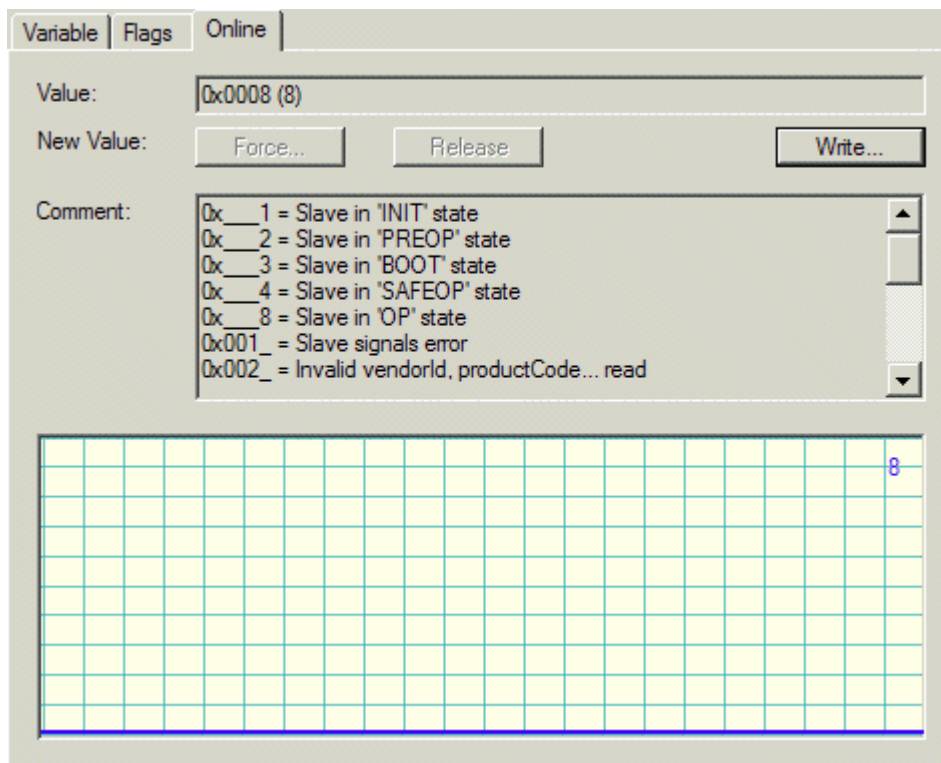 Variable Flags Online
Value: 0x0008 (8)
New Value: Force... Release Write...
Comment: 0x___1 = Slave in 'INIT' state
0x___2 = Slave in 'PREOP' state
0x___3 = Slave in 'BOOT' state
0x___4 = Slave in 'SAFEOP' state
0x___8 = Slave in 'OP' state
0x001_ = Slave signals error
0x002_ = Invalid vendorId, productCode... read
8